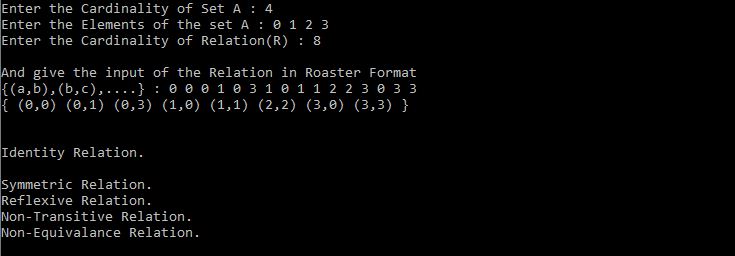 Enter the Cardinality of Set A : 4
Enter the Elements of the set A : 0 1 2 3
Enter the Cardinality of Relation(R) : 8
And give the input of the Relation in Roaster Format
{(a,b),(b,c),....} : 0 0 0 1 0 3 1 0 1 1 2 2 3 0 3 3
{ (0,0) (0,1) (0,3) (1,0) (1,1) (2,2) (3,0) (3,3) }
Identity Relation.
Symmetric Relation.
Reflexive Relation.
Non-Transitive Relation.
Non-Equivalance Relation.